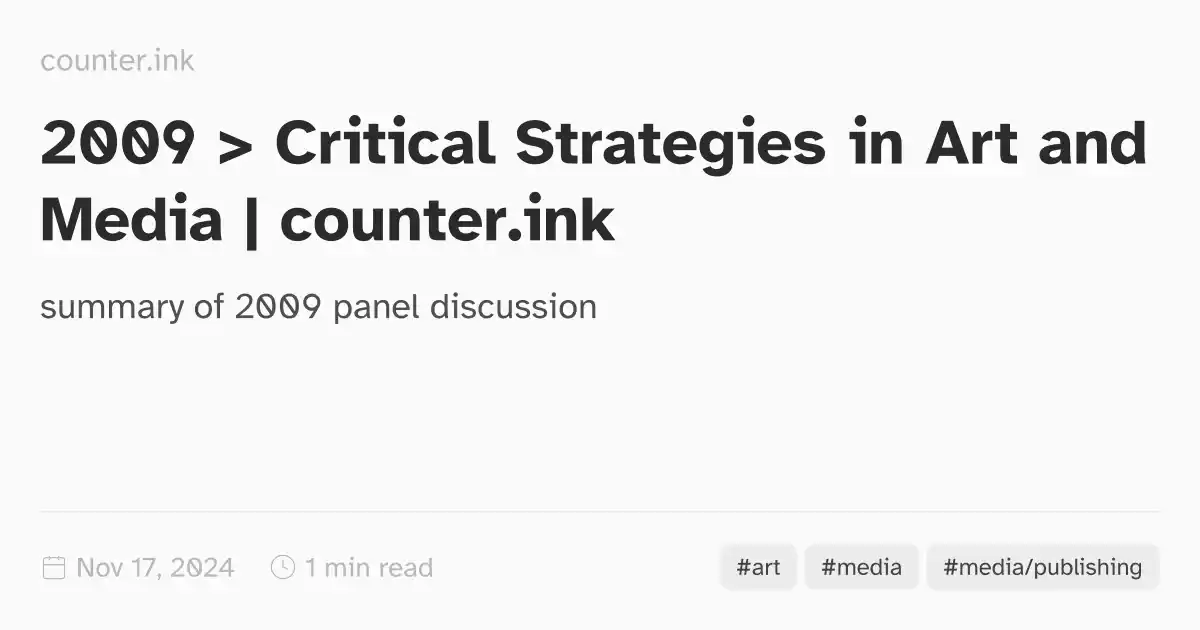 counter.ink
2009 > Critical Strategies in Art and
Media | counter.ink
summary of 2009 panel discussion
Nov 17, 2024 1 min read #art #media #media/publishing